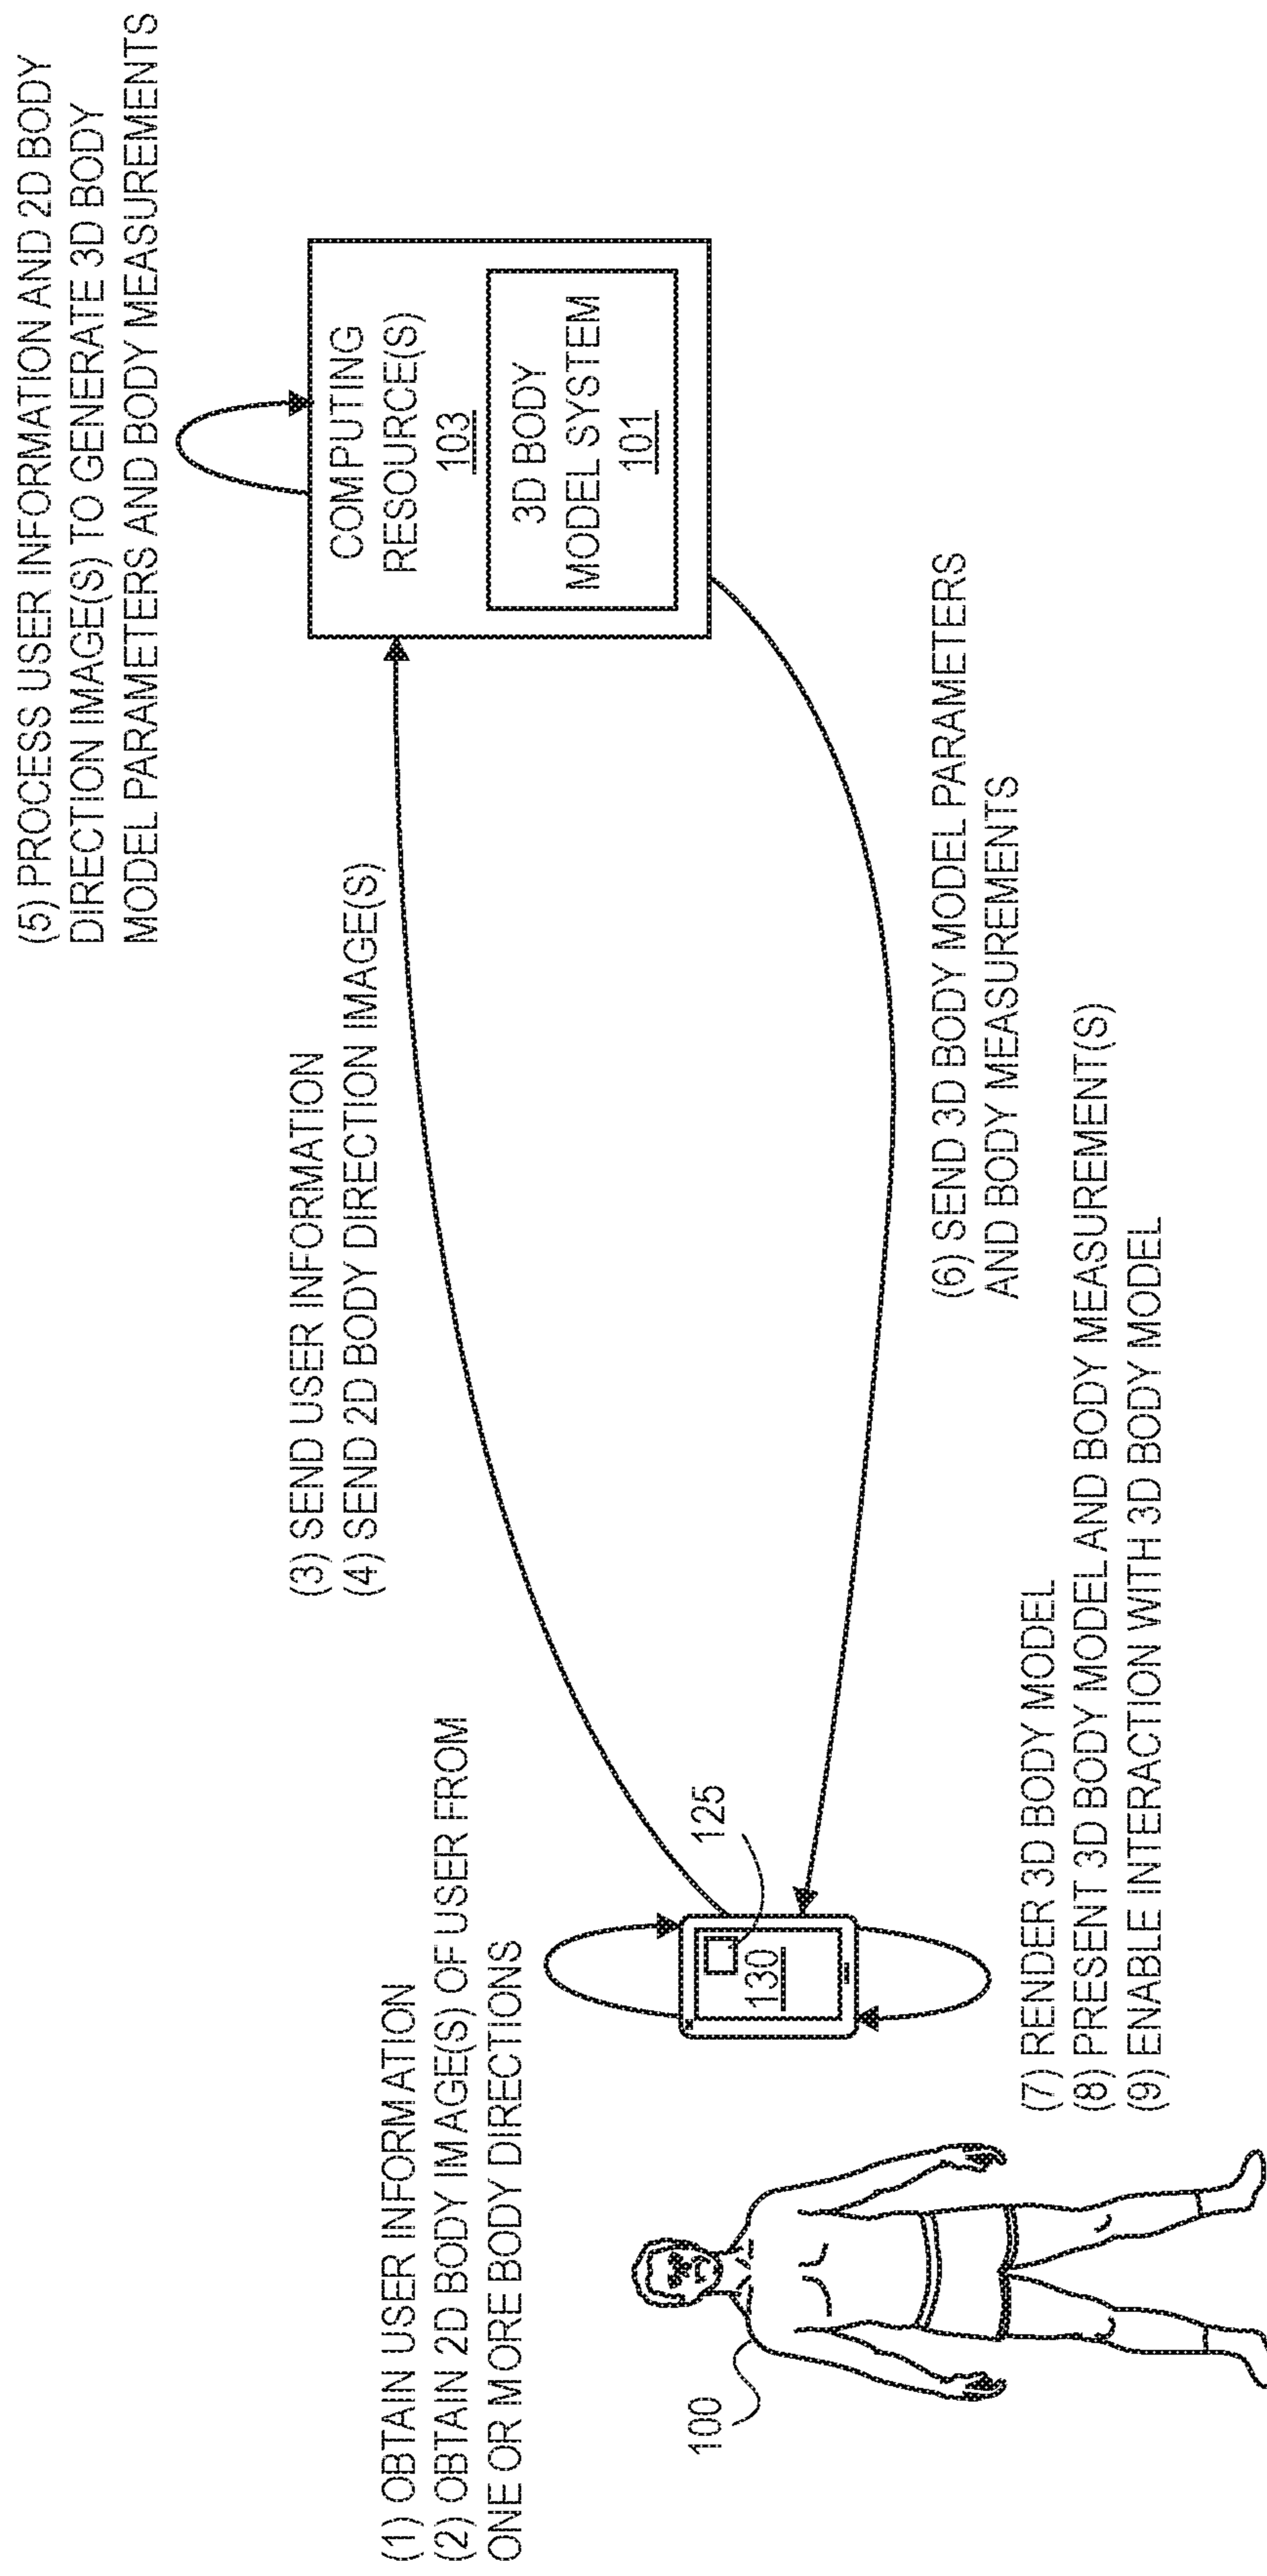 (1) OBTAIN USER INFORMATION
(2) OBTAIN 2D BODY IMAGE(S) OF USER FROM
ONE OR MORE BODY DIRECTIONS
(3) SEND USER INFORMATION
(4) SEND 2D BODY DIRECTION IMAGE(S)
(5) PROCESS USER INFORMATION AND 2D BODY
DIRECTION IMAGE(S) TO GENERATE 3D BODY
MODEL PARAMETERS AND BODY MEASUREMENTS
COMPUTING
RESOURCE(S)
103
3D BODY
MODEL SYSTEM
101
(6) SEND 3D BODY MODEL PARAMETERS
AND BODY MEASUREMENTS
125
130
100
(7) RENDER 3D BODY MODEL
(8) PRESENT 3D BODY MODEL AND BODY MEASUREMENT(S)
(9) ENABLE INTERACTION WITH 3D BODY MODEL